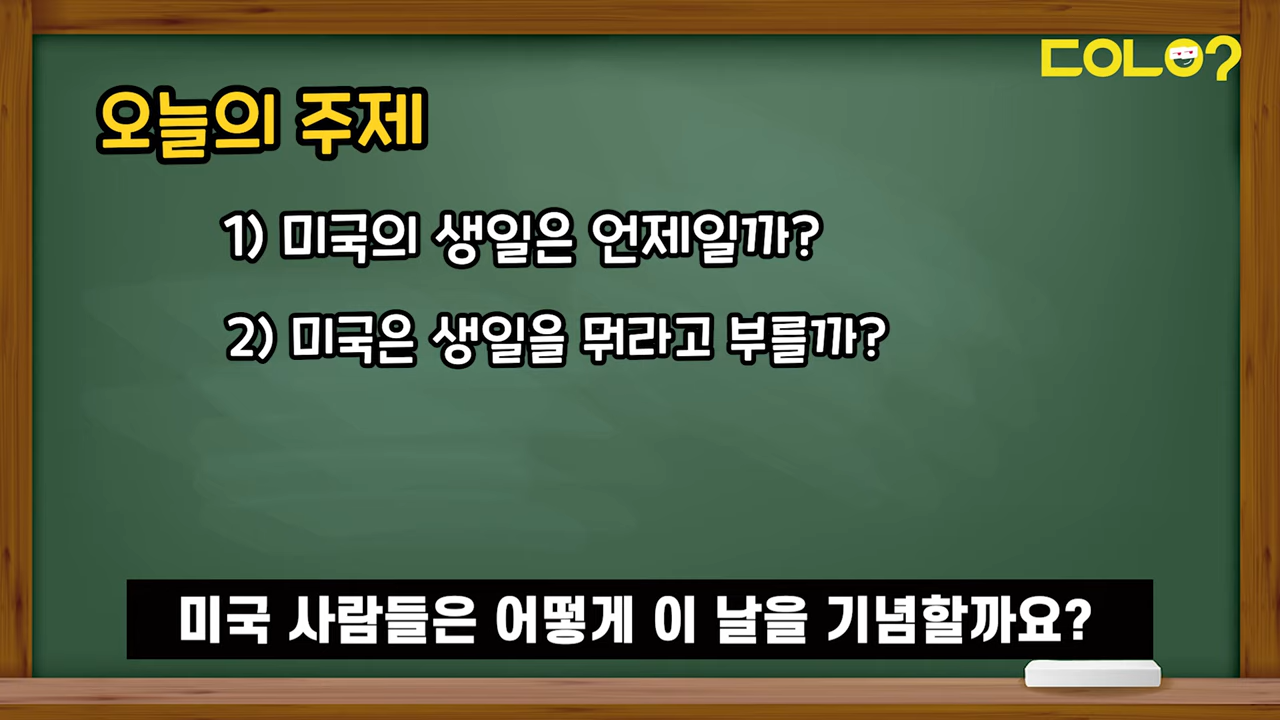 오늘의 주제
1) 미국의 생일은 언제일까?
2) 미국은 생일을 뭐라고 부를까?
미국 사람들은 어떻게 이 날을 기념할까요?